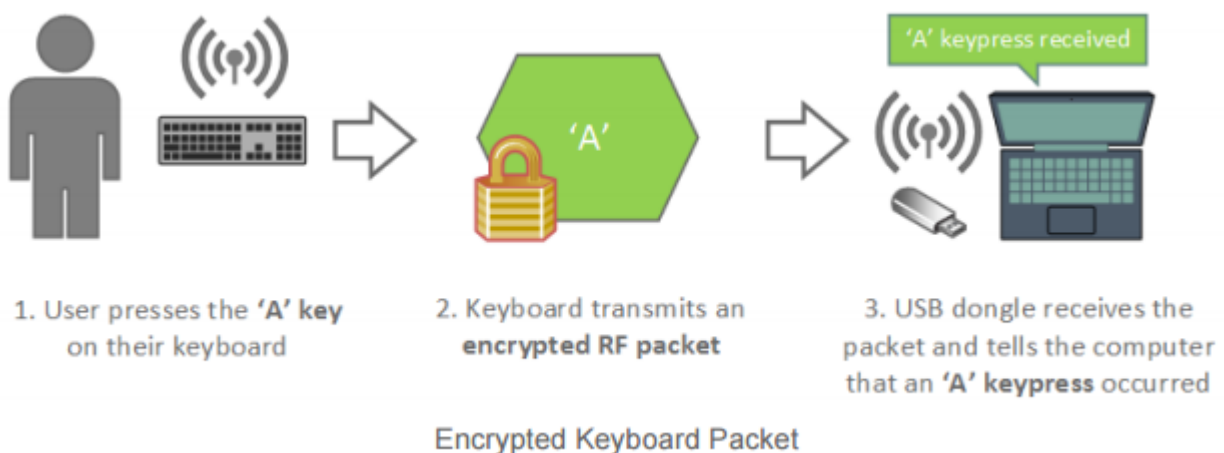 'A' keypress received
'A'
1. User presses the 'A' key
on their keyboard
2. Keyboard transmits an
encrypted RF packet
3. USB dongle receives the
packet and tells the computer
that an 'A' keypress occurred
Encrypted Keyboard Packet